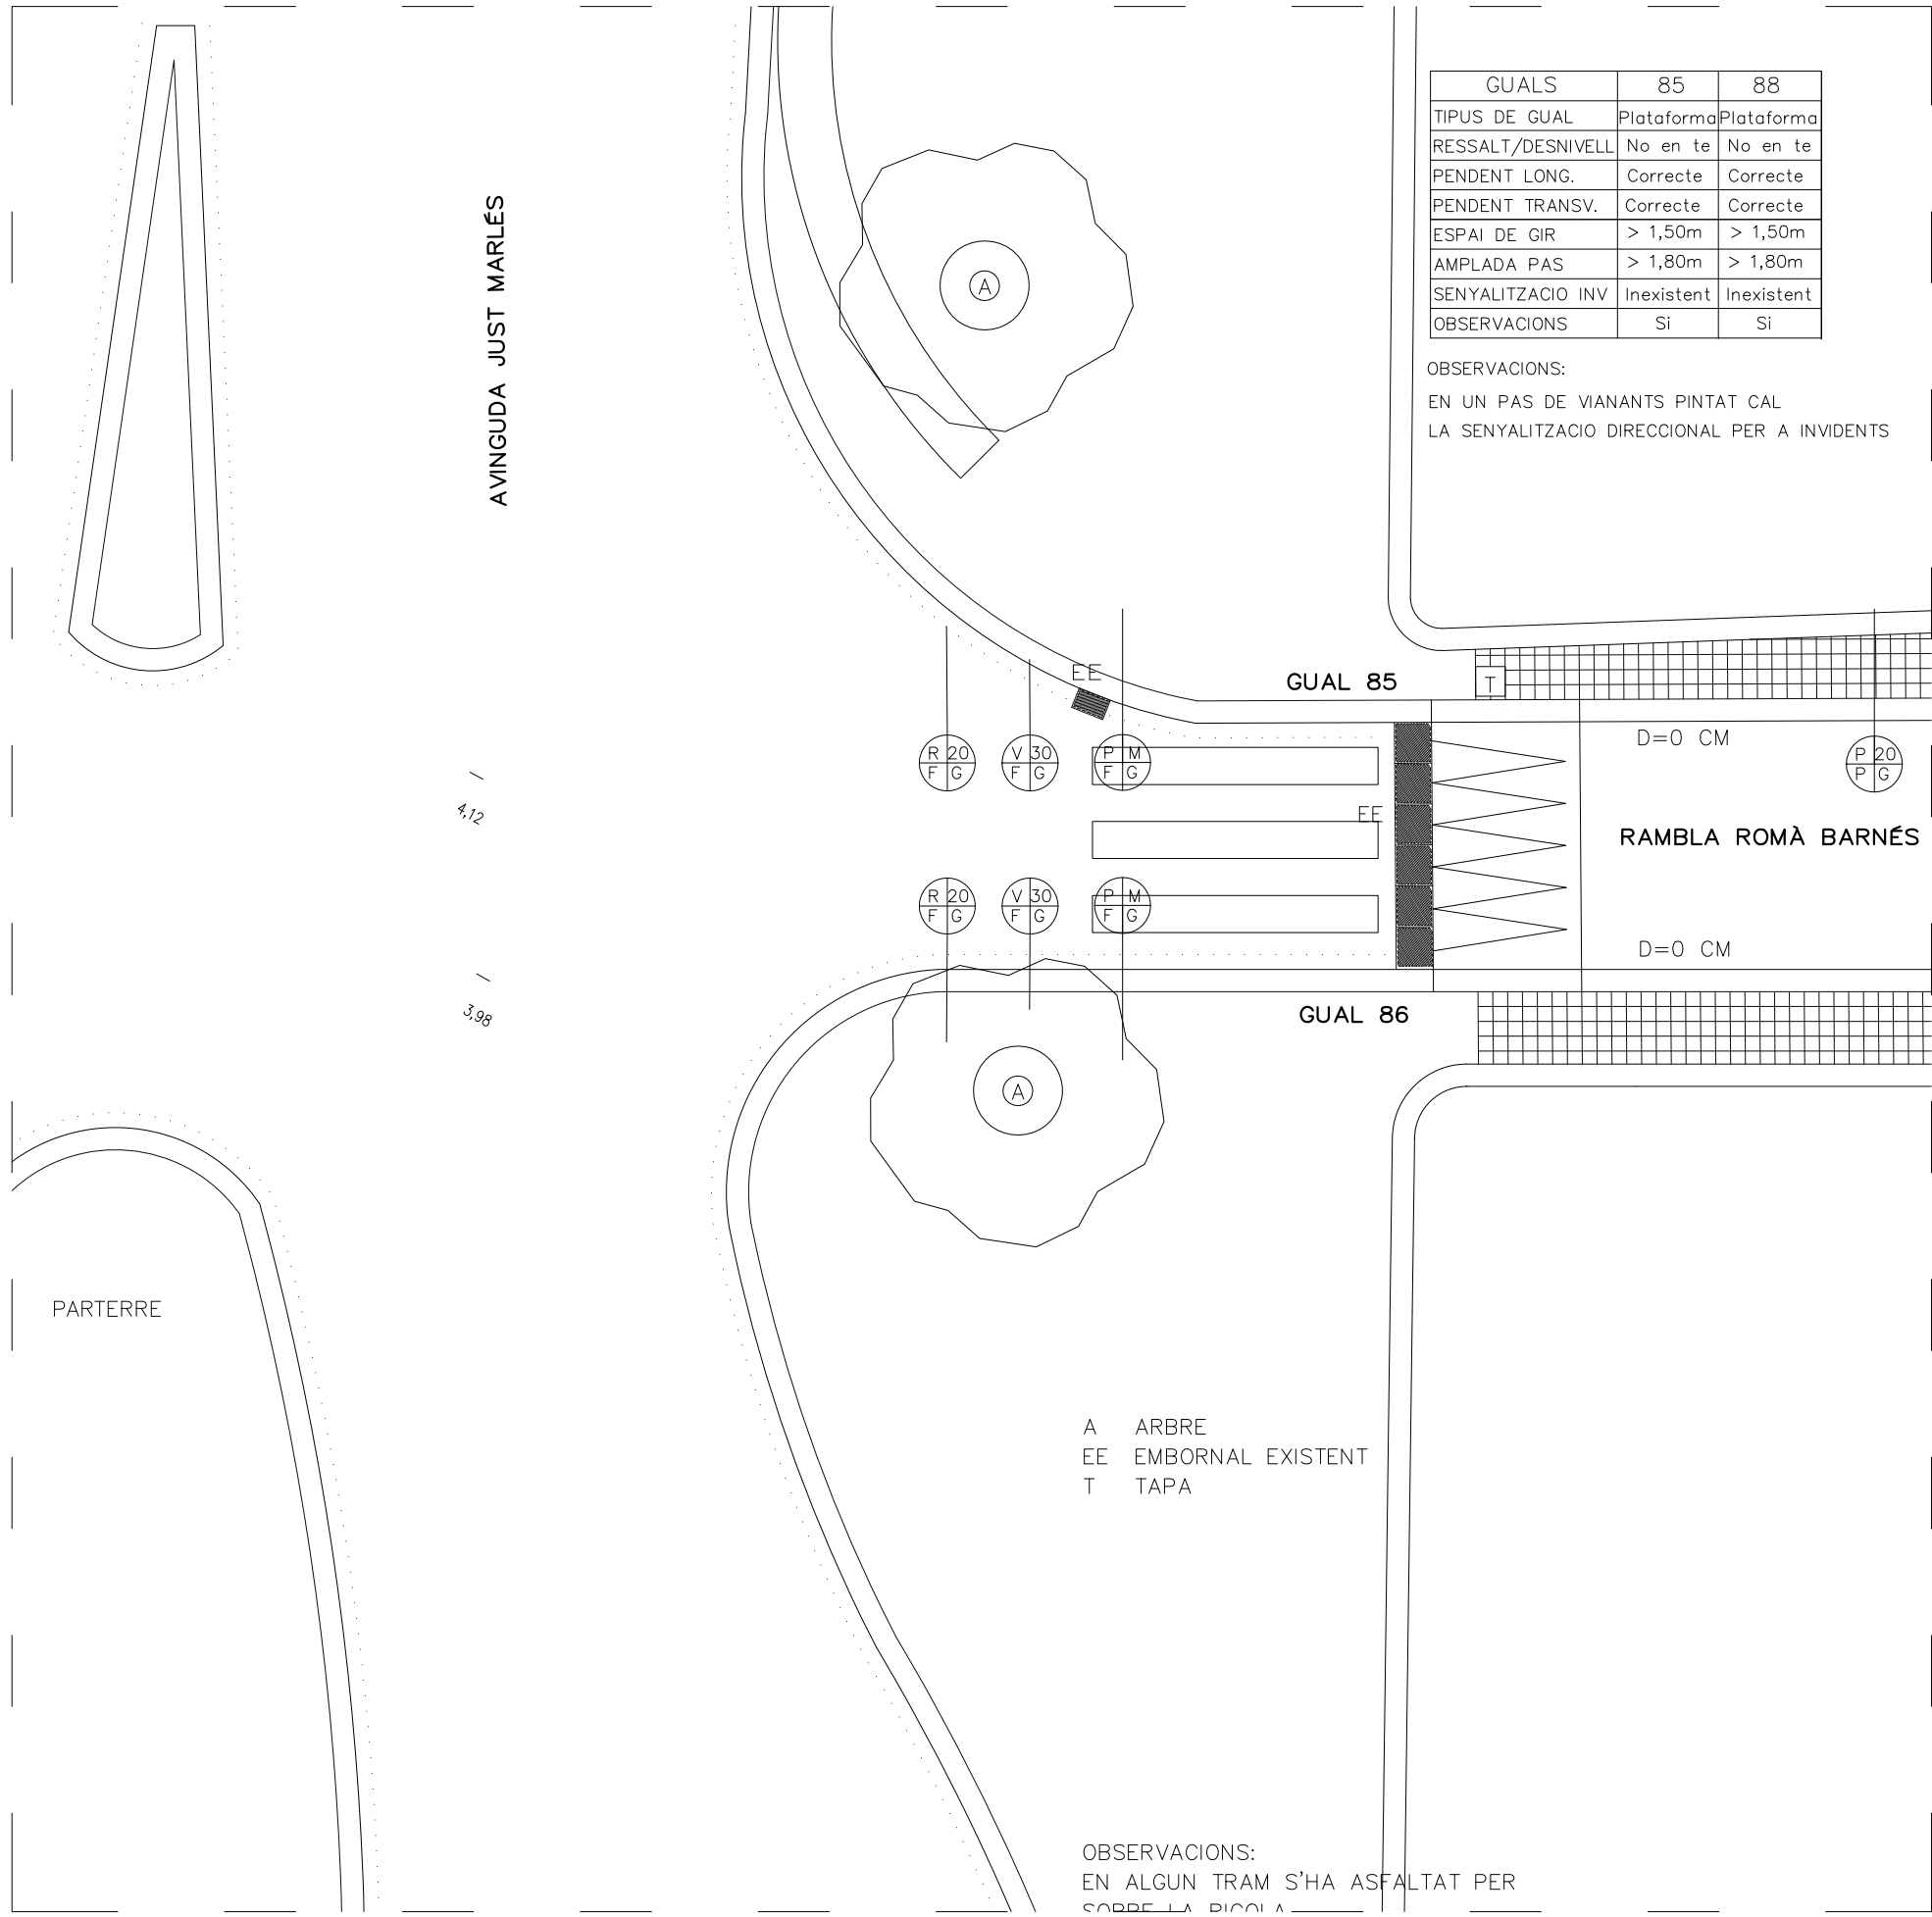 GUALS 85 88
TIPUS DE GUAL Plataforma Plataforma
RESSALT/DESNIVELL No en te No en te
PENDENT LONG. Correcte Correcte
PENDENT TRANSV. Correcte Correcte
ESPAI DE GIR > 1,50m > 1,50m
AMPLADA PAS > 1,80m > 1,80m
SENYALITZACIO INV Inexistent Inexistent
OBSERVACIONS Si Si
OBSERVACIONS:
EN UN PAS DE VIANANTS PINTAT CAL
LA SENYALITZACIO DIRECCIONAL PER A INVIDENTS
AVINGUDA JUST MARLÉS
A
EE
GUAL 85
T
D=0 CM
R 20
F G
V 30
F G
P M
F G
P 20
P G
4,12
EE
RAMBLA ROMÀ BARNÉS
R 20
F G
V 30
F G
P M
F G
D=0 CM
3,98
GUAL 86
A
PARTERRE
A ARBRE
EE EMBORNAL EXISTENT
T TAPA
OBSERVACIONS:
EN ALGUN TRAM S'HA ASFALTAT PER
SOBRE LA RIGOLA